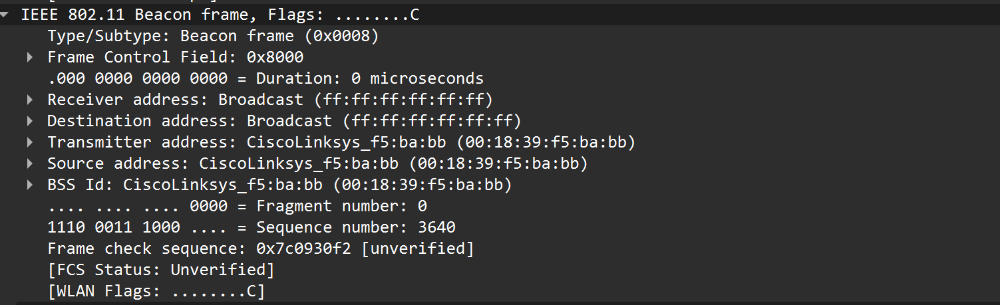 IEEE 802.11 Beacon frame, Flags: ........C
Type/Subtype: Beacon frame (0x0008)
Frame Control Field: 0x8000
.000 0000 0000 0000 = Duration: 0 microseconds
Receiver address: Broadcast (ff:ff:ff:ff:ff:ff)
Destination address: Broadcast (ff:ff:ff:ff:ff:ff)
Transmitter address: CiscoLinksys_f5:ba:bb (00:18:39:f5:ba:bb)
Source address: CiscoLinksys_f5:ba:bb (00:18:39:f5:ba:bb)
BSS Id: CiscoLinksys_f5:ba:bb (00:18:39:f5:ba:bb)
.... .... .... 0000 = Fragment number: 0
1110 0011 1000 .... = Sequence number: 3640
Frame check sequence: 0x7c0930f2 [unverified]
[FCS Status: Unverified]
[WLAN Flags: ........C]